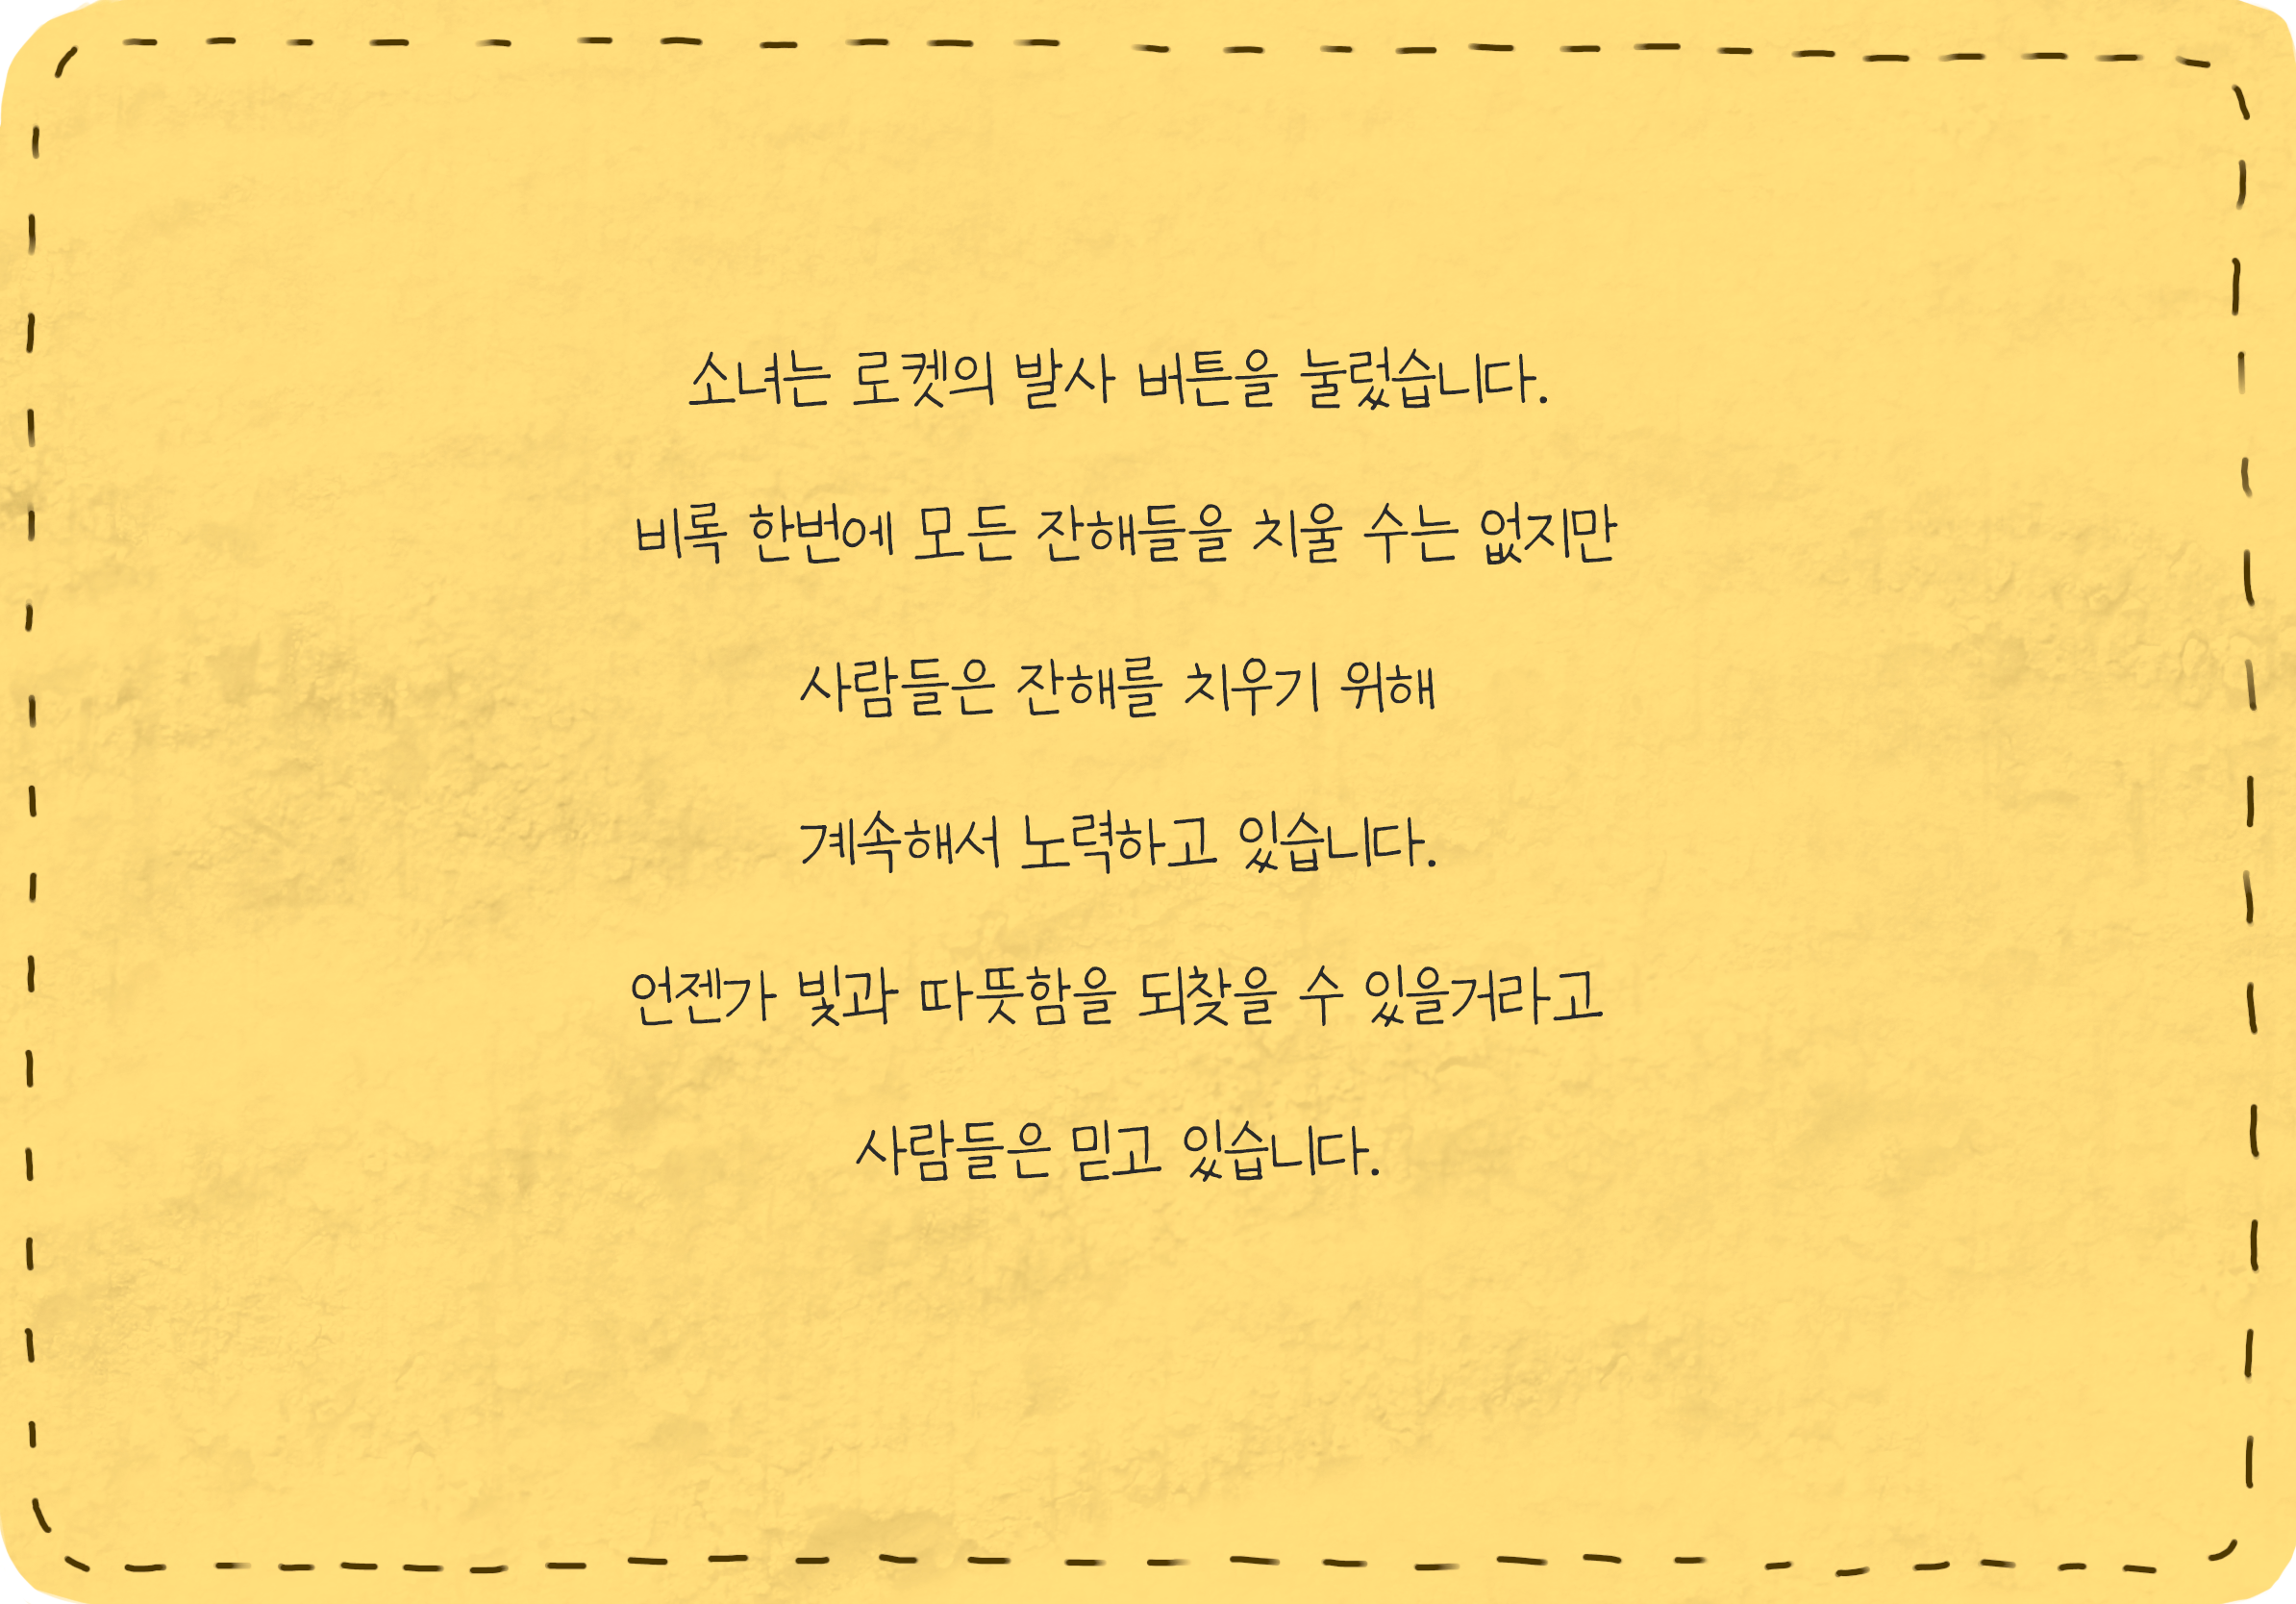 소녀는 로켓의 발사 버튼을 눌렀습니다.
비록 한번에 모든 잔해들을 치울 수는 없지만
사람들은 잔해를 치우기 위해
계속해서 노력하고 있습니다.
언젠가 빛과 따뜻함을 되찾을 수 있을거라고
사람들은 믿고 있습니다.